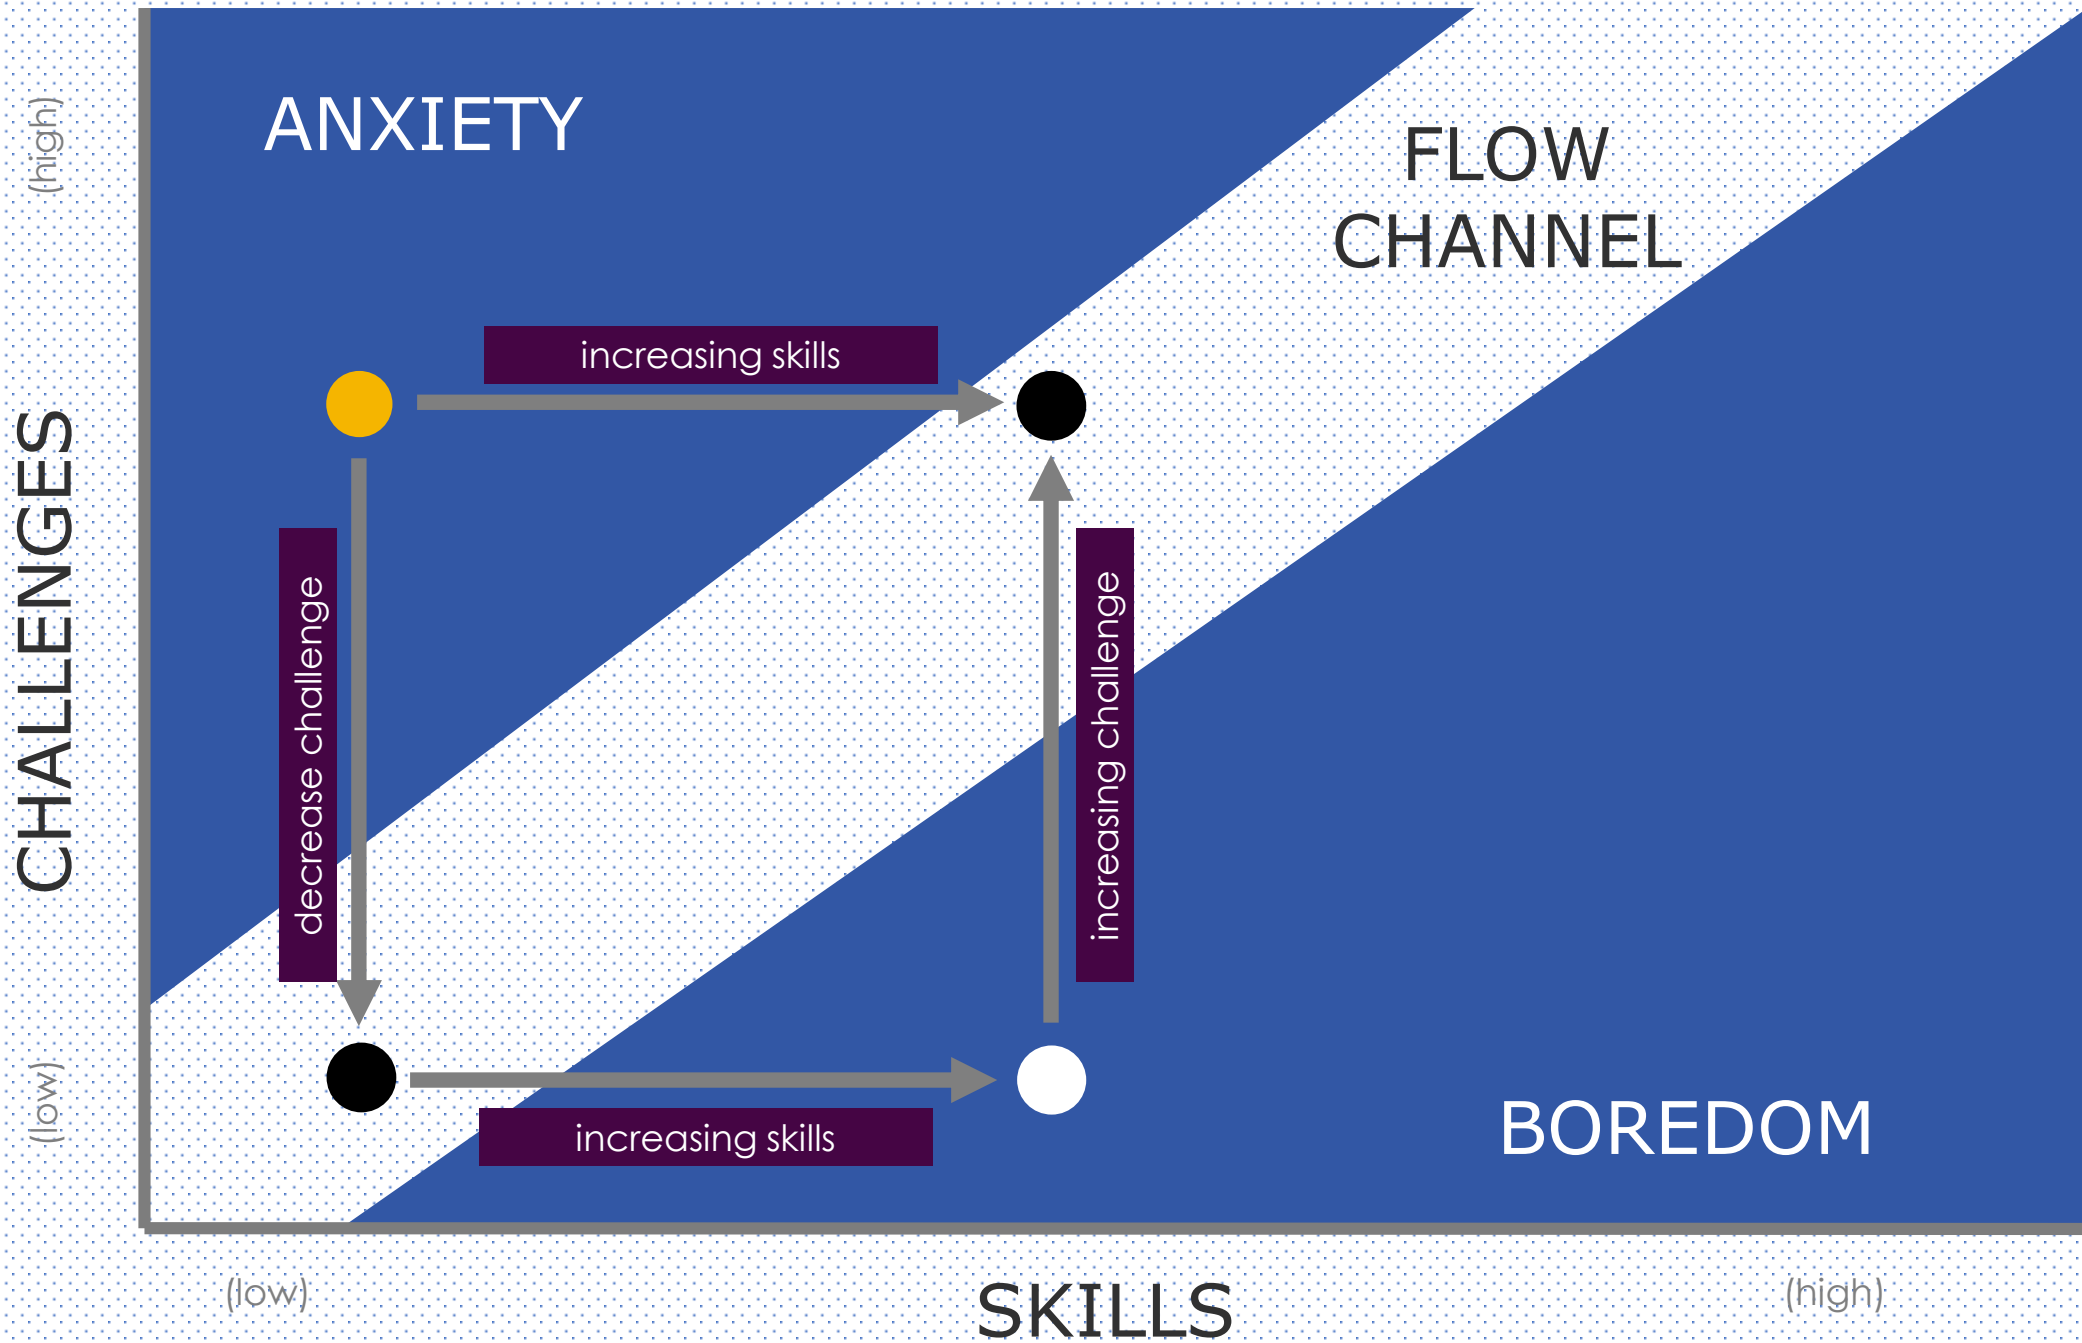 ANXIETY
(high)
FLOW
CHANNEL
increasing skills
CHALLENGES
decrease challenge
increasing challenge
(low)
increasing skills
BOREDOM
(low)
SKILLS
(high)